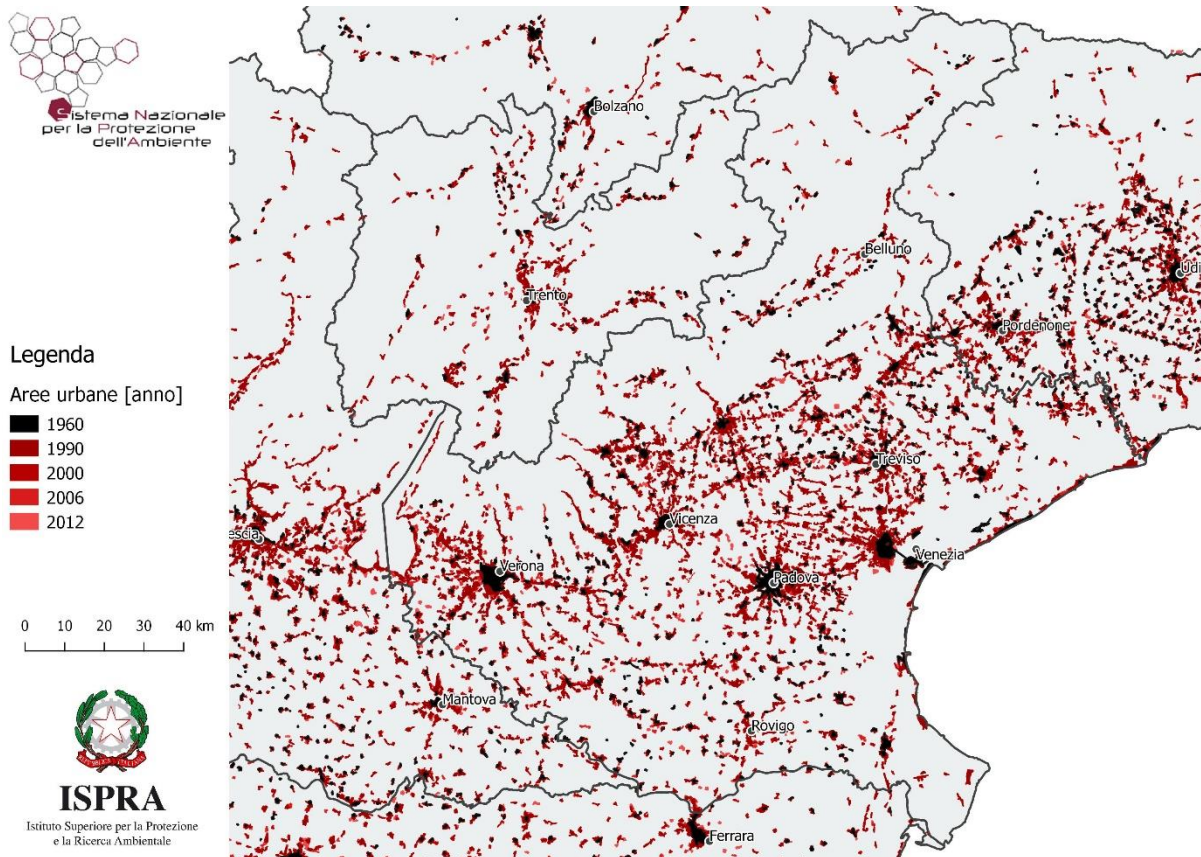 Sistema Nazionale
per la Protezione
dell'Ambiente
Legenda
Aree urbane [anno]
1960
1990
2000
2006
2012
0 10 20 30 40 km
ISPRA
Istituto Superiore per la Protezione
e la Ricerca Ambientale
Bolzano
Belluno
Udi
Trento
Pordenone
Treviso
Vicenza
escia
Venezia
Verona
Padova
Mantova
Rovigo
Ferrara